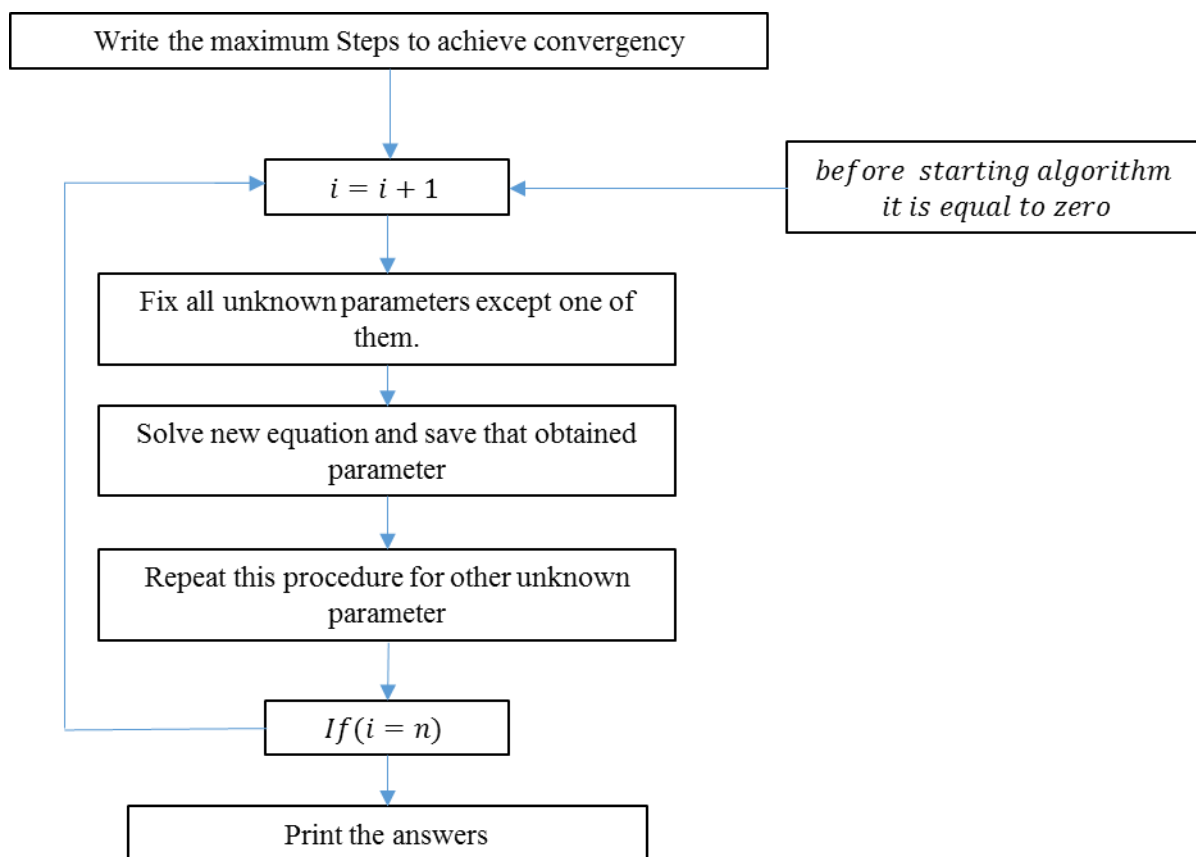 Write the maximum Steps to achieve convergency
i = i + 1
before starting algorithm
it is equal to zero
Fix all unknown parameters except one of
them.
Solve new equation and save that obtained
parameter
Repeat this procedure for other unknown
parameter
If(i = n)
Print the answers